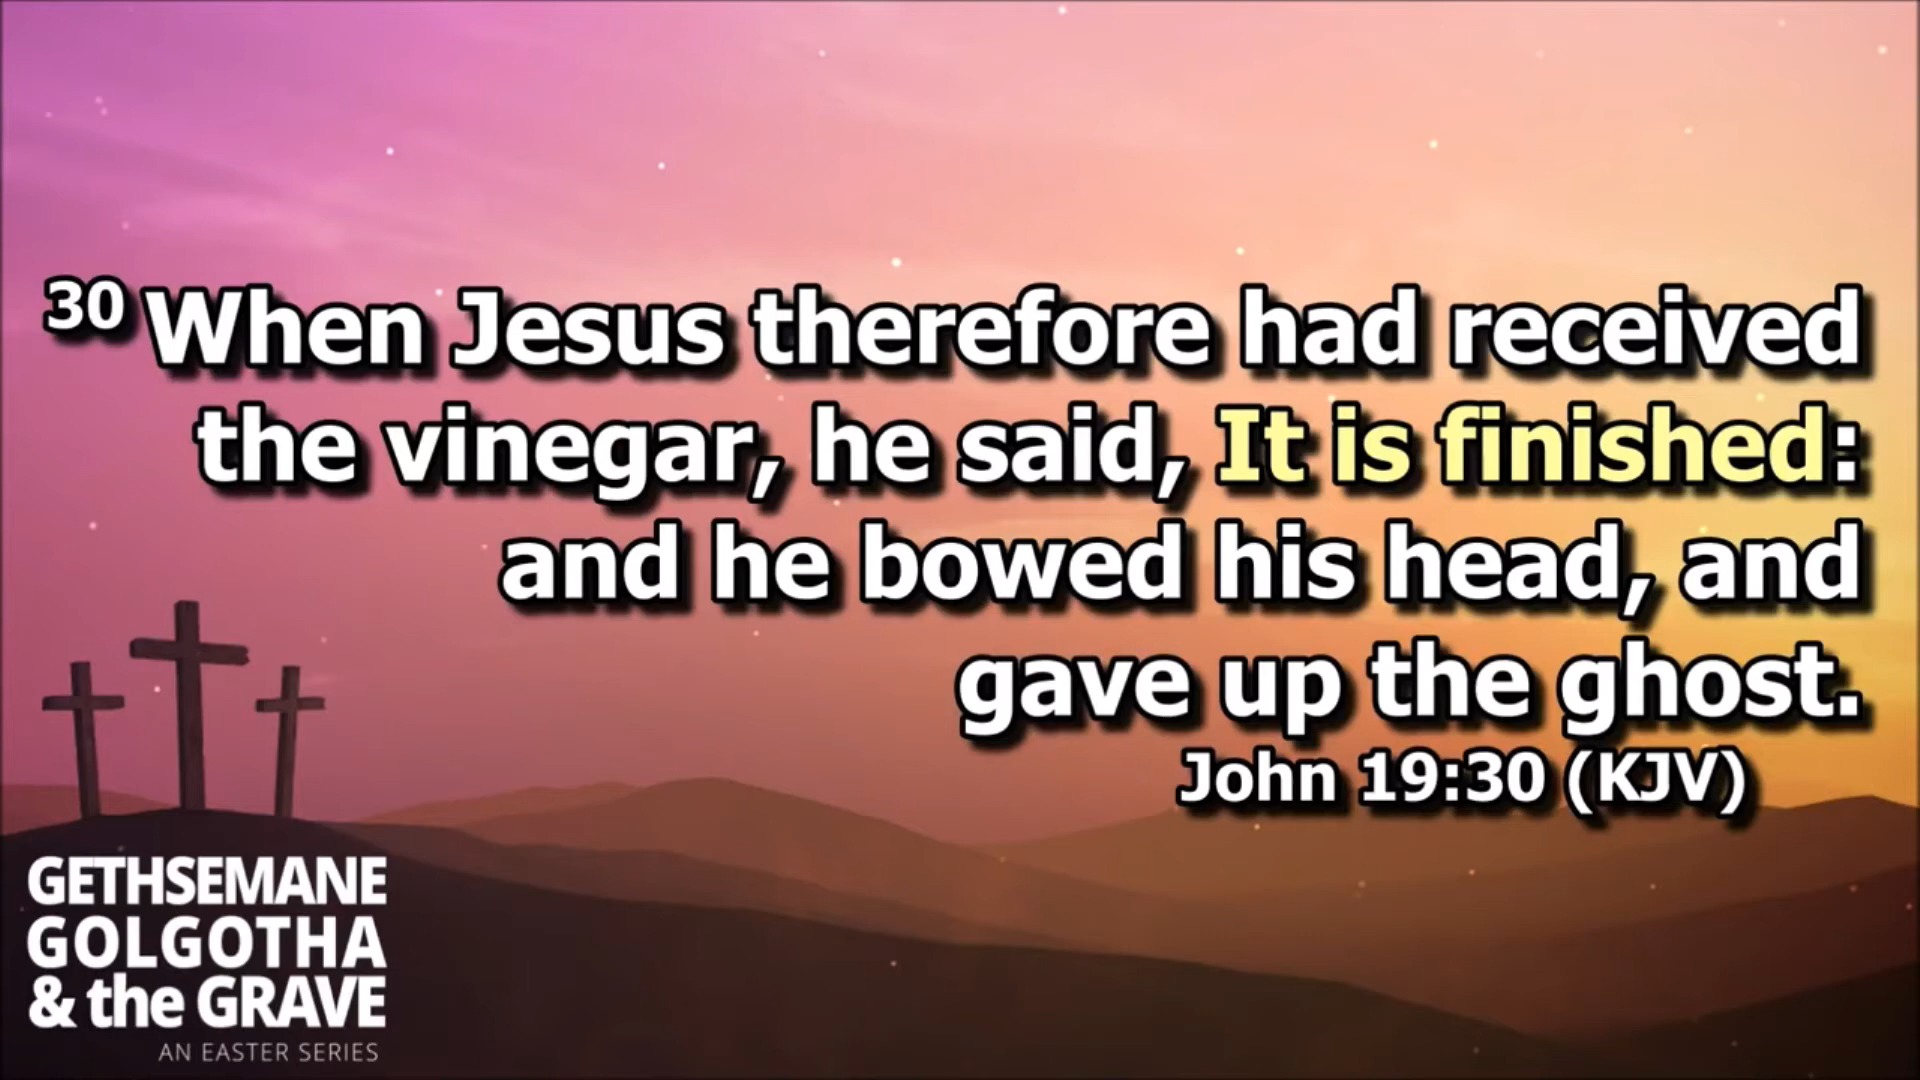 30 When Jesus therefore had received
the vinegar, he said, It is finished:
and he bowed his head, and
gave up the ghost.
John 19:30 (KJV)
GETHSEMANE
GOLGOTHA
& the GRAVE
AN EASTER SERIES